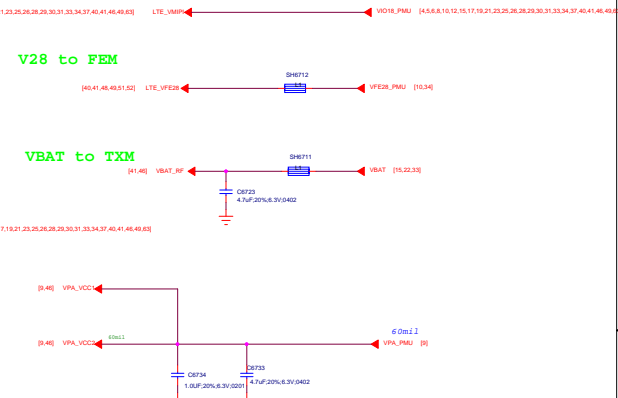 1,23,25,26,28,29,30,31,33,34,37,40,41,46,49,63] LTE_VMIPI VIO18_PMU [4,5,6,8,10,12,15,17,19,21,23,25,26,28,29,30,31,33,34,37,40,41,46,49,6
V28 to FEM
SH6712
[40,41,46,49,51,52] LTE_VFE28 VFE28_PMU [10,34]
VBAT to TXM
SH6711
[41,46] VBAT_RF VBAT [15,22,33]
C6723
4.7uF;20%;6.3V;0402
7,19,21,23,25,26,28,29,30,31,33,34,37,40,41,46,49,63]
[9,46] VPA_VCC1
60mil
60mil
[9,46] VPA_VCC2 VPA_PMU [9]
C6734
1.0UF;20%;6.3V;0201
C6733
4.7uF;20%;6.3V;0402